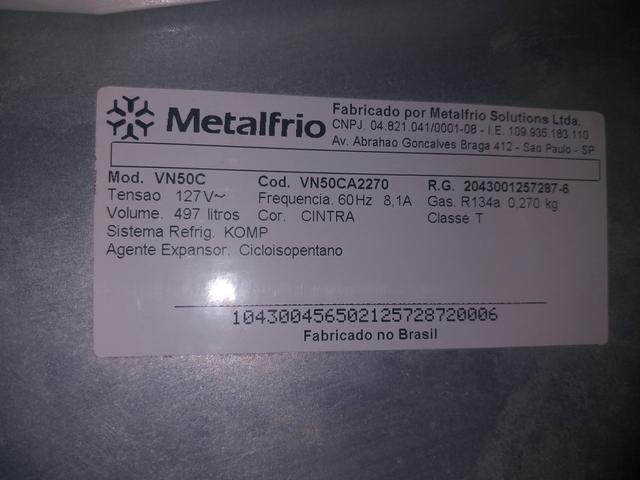 Metalfrio
Fabricado por Metalfrio Solutions Ltda.
CNPJ. 04.821.041/0001-08 - I.E. 109.935.183.110
Av. Abrahao Goncalves Braga 412 - Sao Paulo - SP
Mod. VN50C Cod. VN50CA2270 R.G. 2043001257287-6
Tensao 127V~ Frequencia. 60Hz 8,1A Gas. R134a 0,270 kg
Volume. 497 litros Cor. CINTRA Classe T
Sistema Refrig. KOMP
Agente Expansor. Cicloisopentano
104300456502125728720006
Fabricado no Brasil